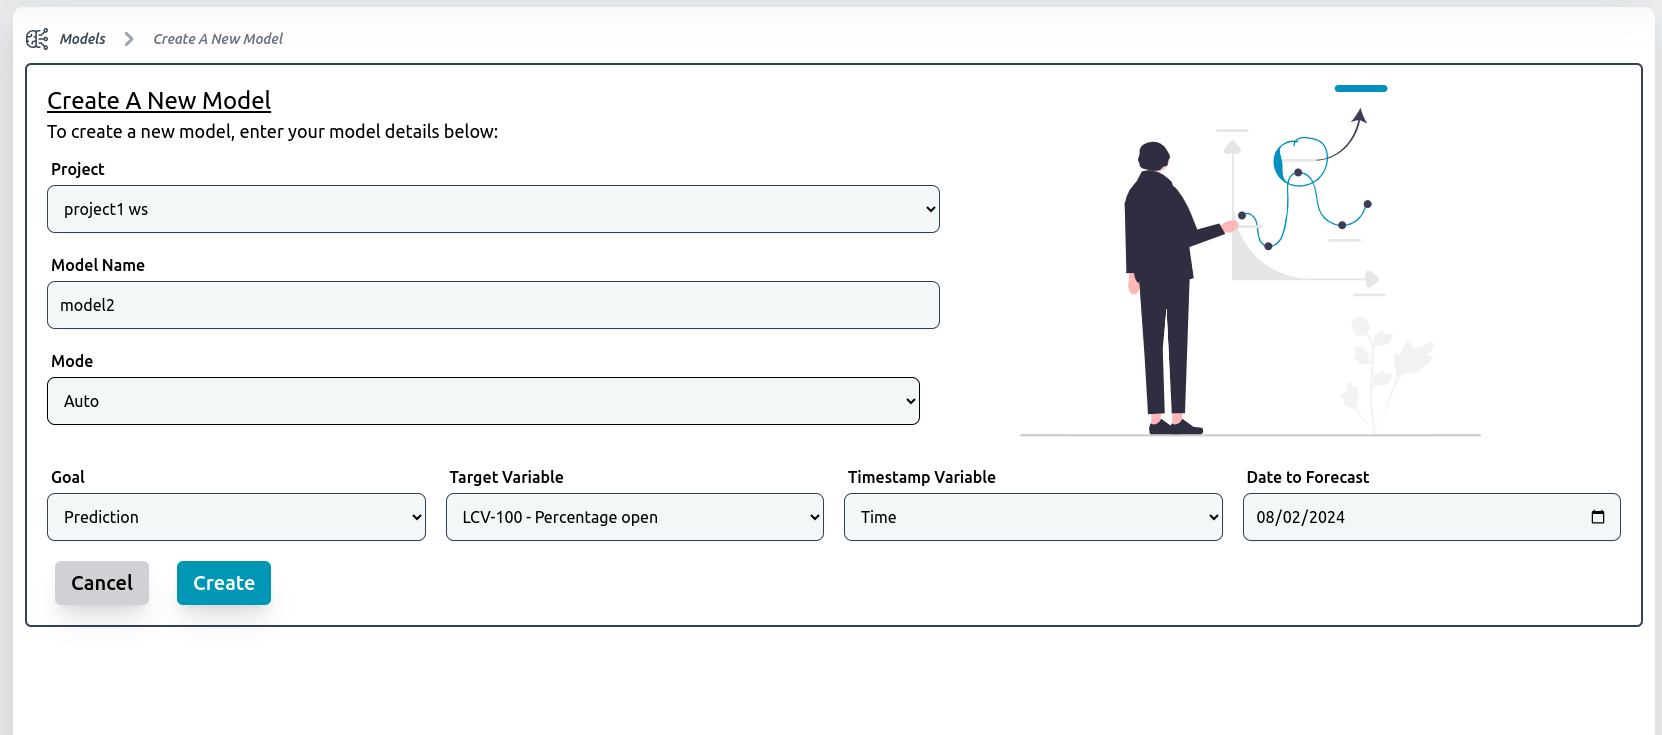 Models
Create A New Model
Create A New Model
To create a new model, enter your model details below:
Project
project1 ws
Model Name
model2
Mode
Auto
Goal
Target Variable
Timestamp Variable
Date to Forecast
Prediction
LCV-100 - Percentage open
Time
08/02/2024
Cancel
Create